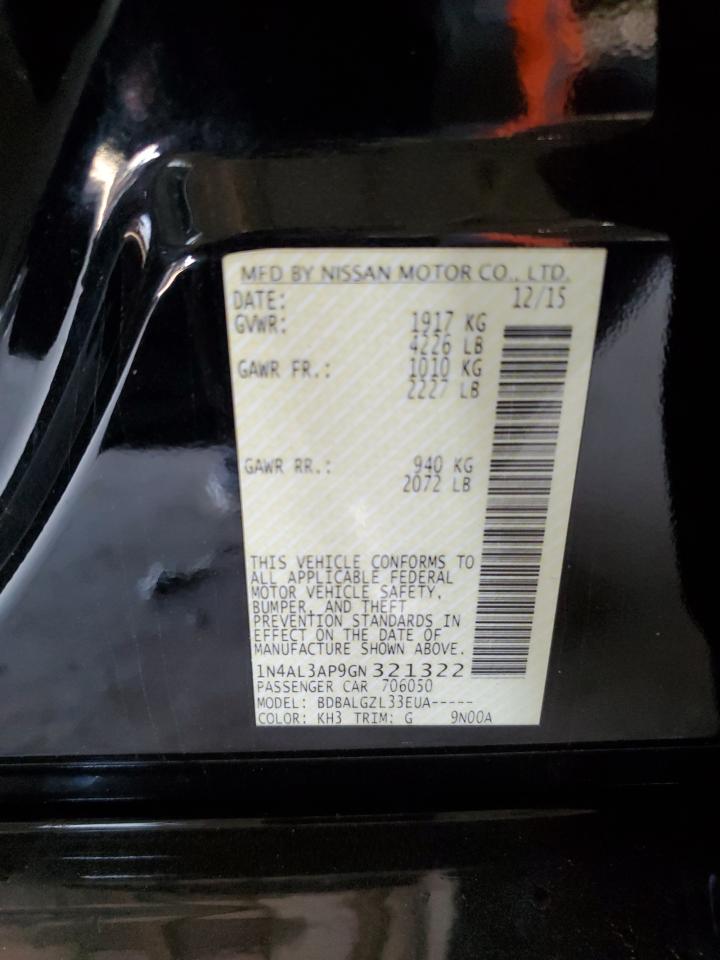 MFD BY NISSAN MOTOR CO., LTD.
DATE: 12/15
GVWR: 1917 KG
4226 LB
GAWR FR.: 1010 KG
2227 LB
GAWR RR.: 940 KG
2072 LB
THIS VEHICLE CONFORMS TO
ALL APPLICABLE FEDERAL
MOTOR VEHICLE SAFETY,
BUMPER, AND THEFT
PREVENTION STANDARDS IN
EFFECT ON THE DATE OF
MANUFACTURE SHOWN ABOVE.
1N4AL3AP9GN321322
PASSENGER CAR 706050
MODEL: BDBALGZL33EUA-----
COLOR: KH3 TRIM: G 9N00A